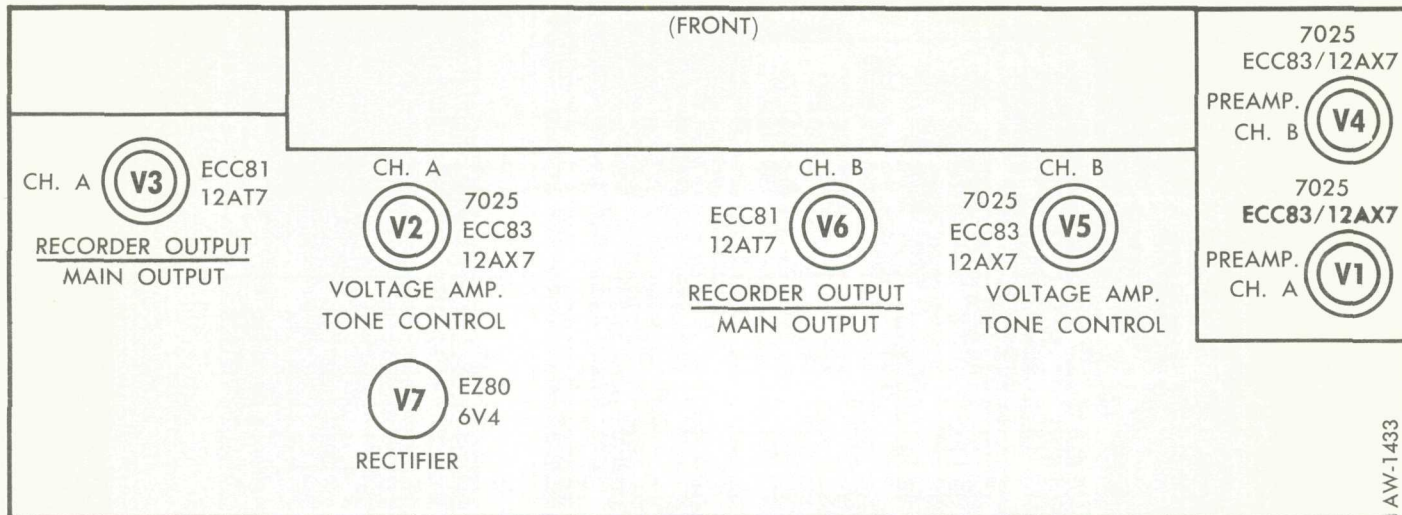 (FRONT)
7025
ECC83/12AX7
PREAMP.
CH. B
V4
CH. A
V3
ECC81
12AT7
RECORDER OUTPUT
MAIN OUTPUT
CH. A
V2
7025
ECC83
12AX7
VOLTAGE AMP.
TONE CONTROL
CH. B
ECC81
12AT7
V6
RECORDER OUTPUT
MAIN OUTPUT
CH. B
7025
ECC83
12AX7
V5
VOLTAGE AMP.
TONE CONTROL
7025
ECC83/12AX7
PREAMP.
CH. A
V1
V7
EZ80
6V4
RECTIFIER
AW-1433